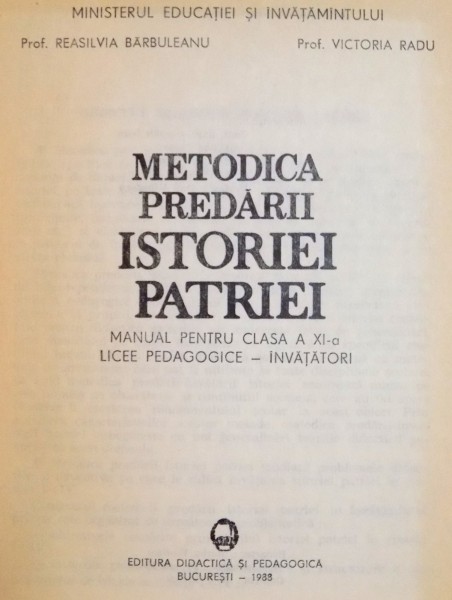 MINISTERUL EDUCAȚIEI ȘI ÎNVĂȚĂMÎNTULUI
Prof. REASILVIA BĂRBULEANU Prof. VICTORIA RADU
METODICA
PREDĂRII
ISTORIEI
PATRIEI
MANUAL PENTRU CLASA A XI-a
LICEE PEDAGOGICE – ÎNVĂȚĂTORI
EDITURA DIDACTICĂ ȘI PEDAGOGICĂ
BUCUREȘTI – 1988